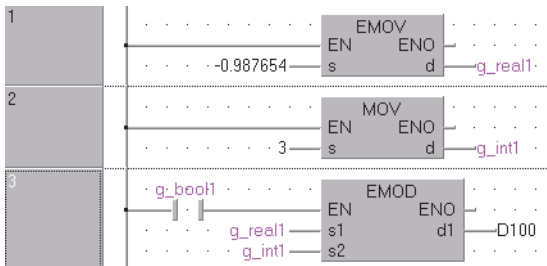 1
EMOV
EN ENO
-0.987654 s d g_real1
2
MOV
EN ENO
3 s d g_int1
3
g_bool1
EMOD
EN ENO
g_real1 s1 d1 D100
g_int1 s2